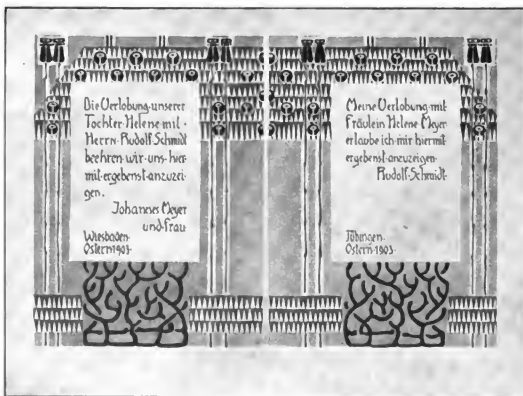 Die Verlobung unserer
Tochter Helene mit
Herrn Rudolf Schmidt
beehren wir uns hier-
mit ergebenst anzuzei-
gen.
Johannes Meyer
und Frau
Wiesbaden
Ostern 1903
Meine Verlobung mit
Fräulein Helene Meyer
erlaube ich mir hiermit
ergebenst anzuzeigen
Rudolf Schmidt
Tübingen
Ostern 1903